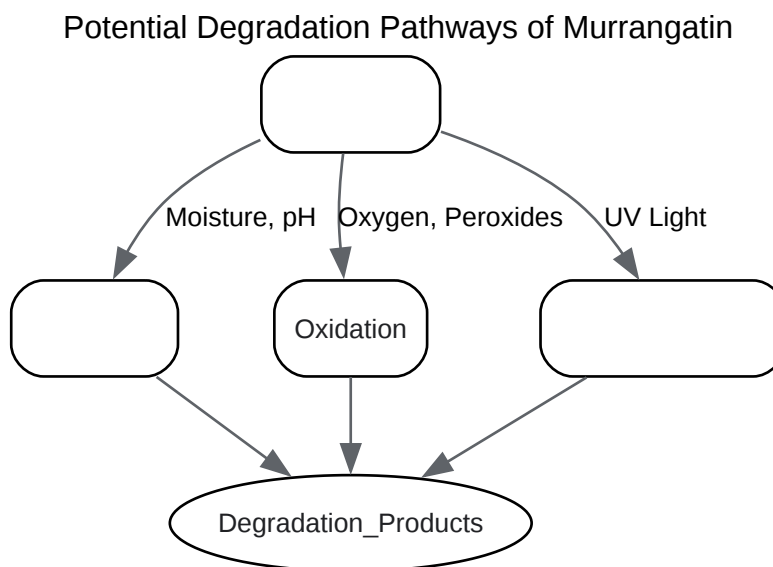 Potential Degradation Pathways of Murrangatin
Moisture, pH
Oxygen, Peroxides
UV Light
Oxidation
Degradation_Products